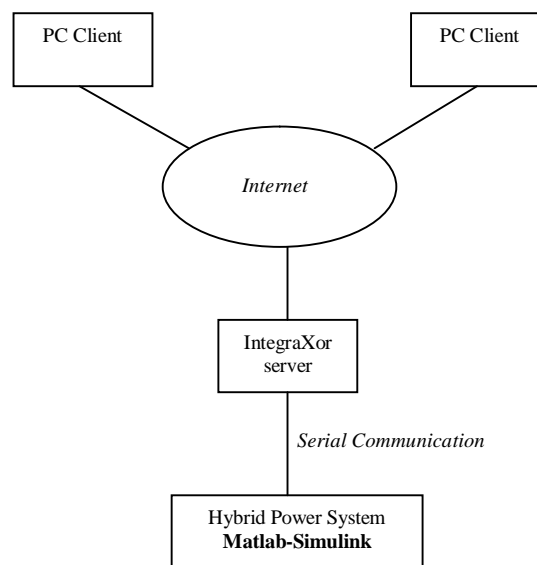 PC Client
PC Client
Internet
IntegraXor
server
Serial Communication
Hybrid Power System
Matlab-Simulink